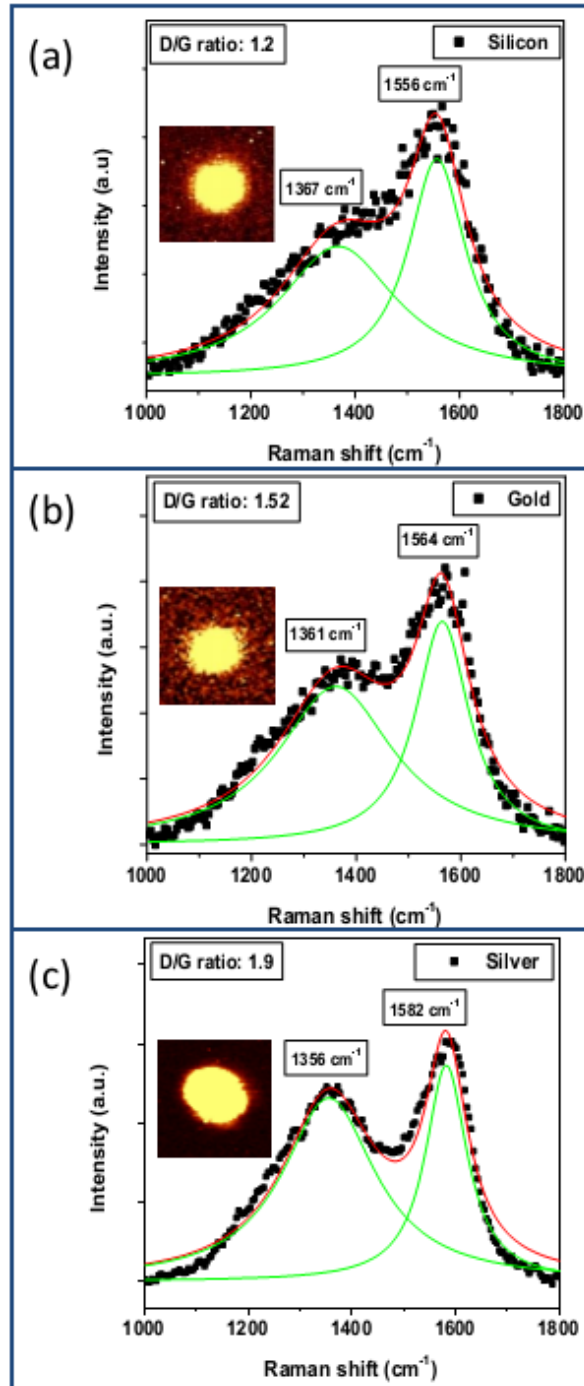 (a)
D/G ratio: 1.2
Silicon
1556 cm⁻¹
1367 cm⁻¹
Intensity (a.u)
1000 1200 1400 1600 1800
Raman shift (cm⁻¹)
(b)
D/G ratio: 1.52
Gold
1564 cm⁻¹
1361 cm⁻¹
Intensity (a.u.)
1000 1200 1400 1600 1800
Raman shift (cm⁻¹)
(c)
D/G ratio: 1.9
Silver
1582 cm⁻¹
1356 cm⁻¹
Intensity (a.u.)
1000 1200 1400 1600 1800
Raman shift (cm⁻¹)